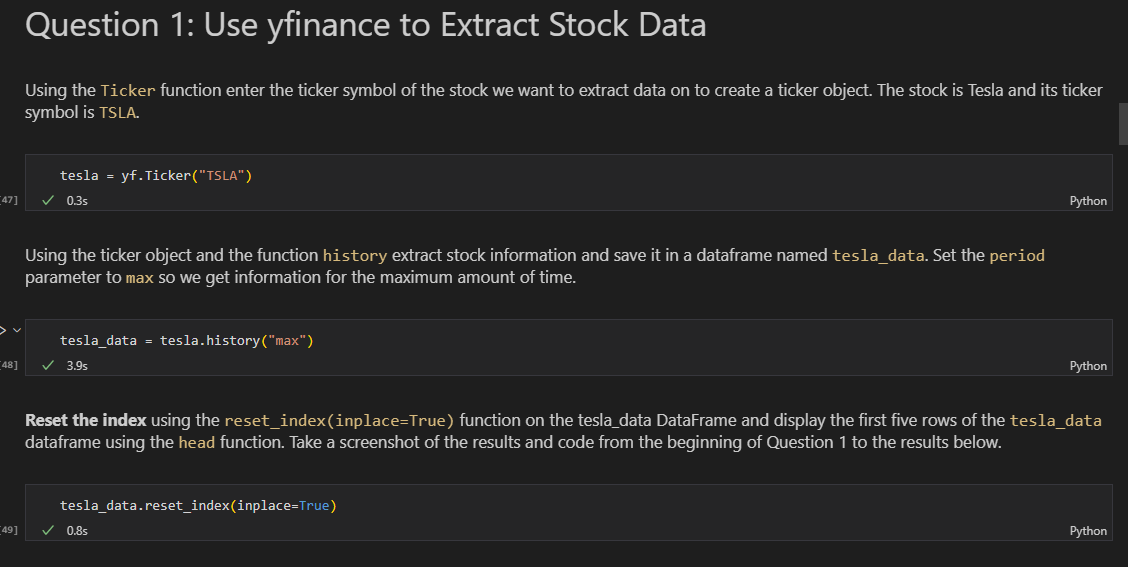 Question 1: Use yfinance to Extract Stock Data
Using the Ticker function enter the ticker symbol of the stock we want to extract data on to create a ticker object. The stock is Tesla and its ticker
symbol is TSLA.
tesla = yf.Ticker("TSLA")
[47] ✓ 0.3s Python
Using the ticker object and the function history extract stock information and save it in a dataframe named tesla_data. Set the period
parameter to max so we get information for the maximum amount of time.
tesla_data = tesla.history("max")
[48] ✓ 3.9s Python
Reset the index using the reset_index(inplace=True) function on the tesla_data DataFrame and display the first five rows of the tesla_data
dataframe using the head function. Take a screenshot of the results and code from the beginning of Question 1 to the results below.
tesla_data.reset_index(inplace=True)
[49] ✓ 0.8s Python